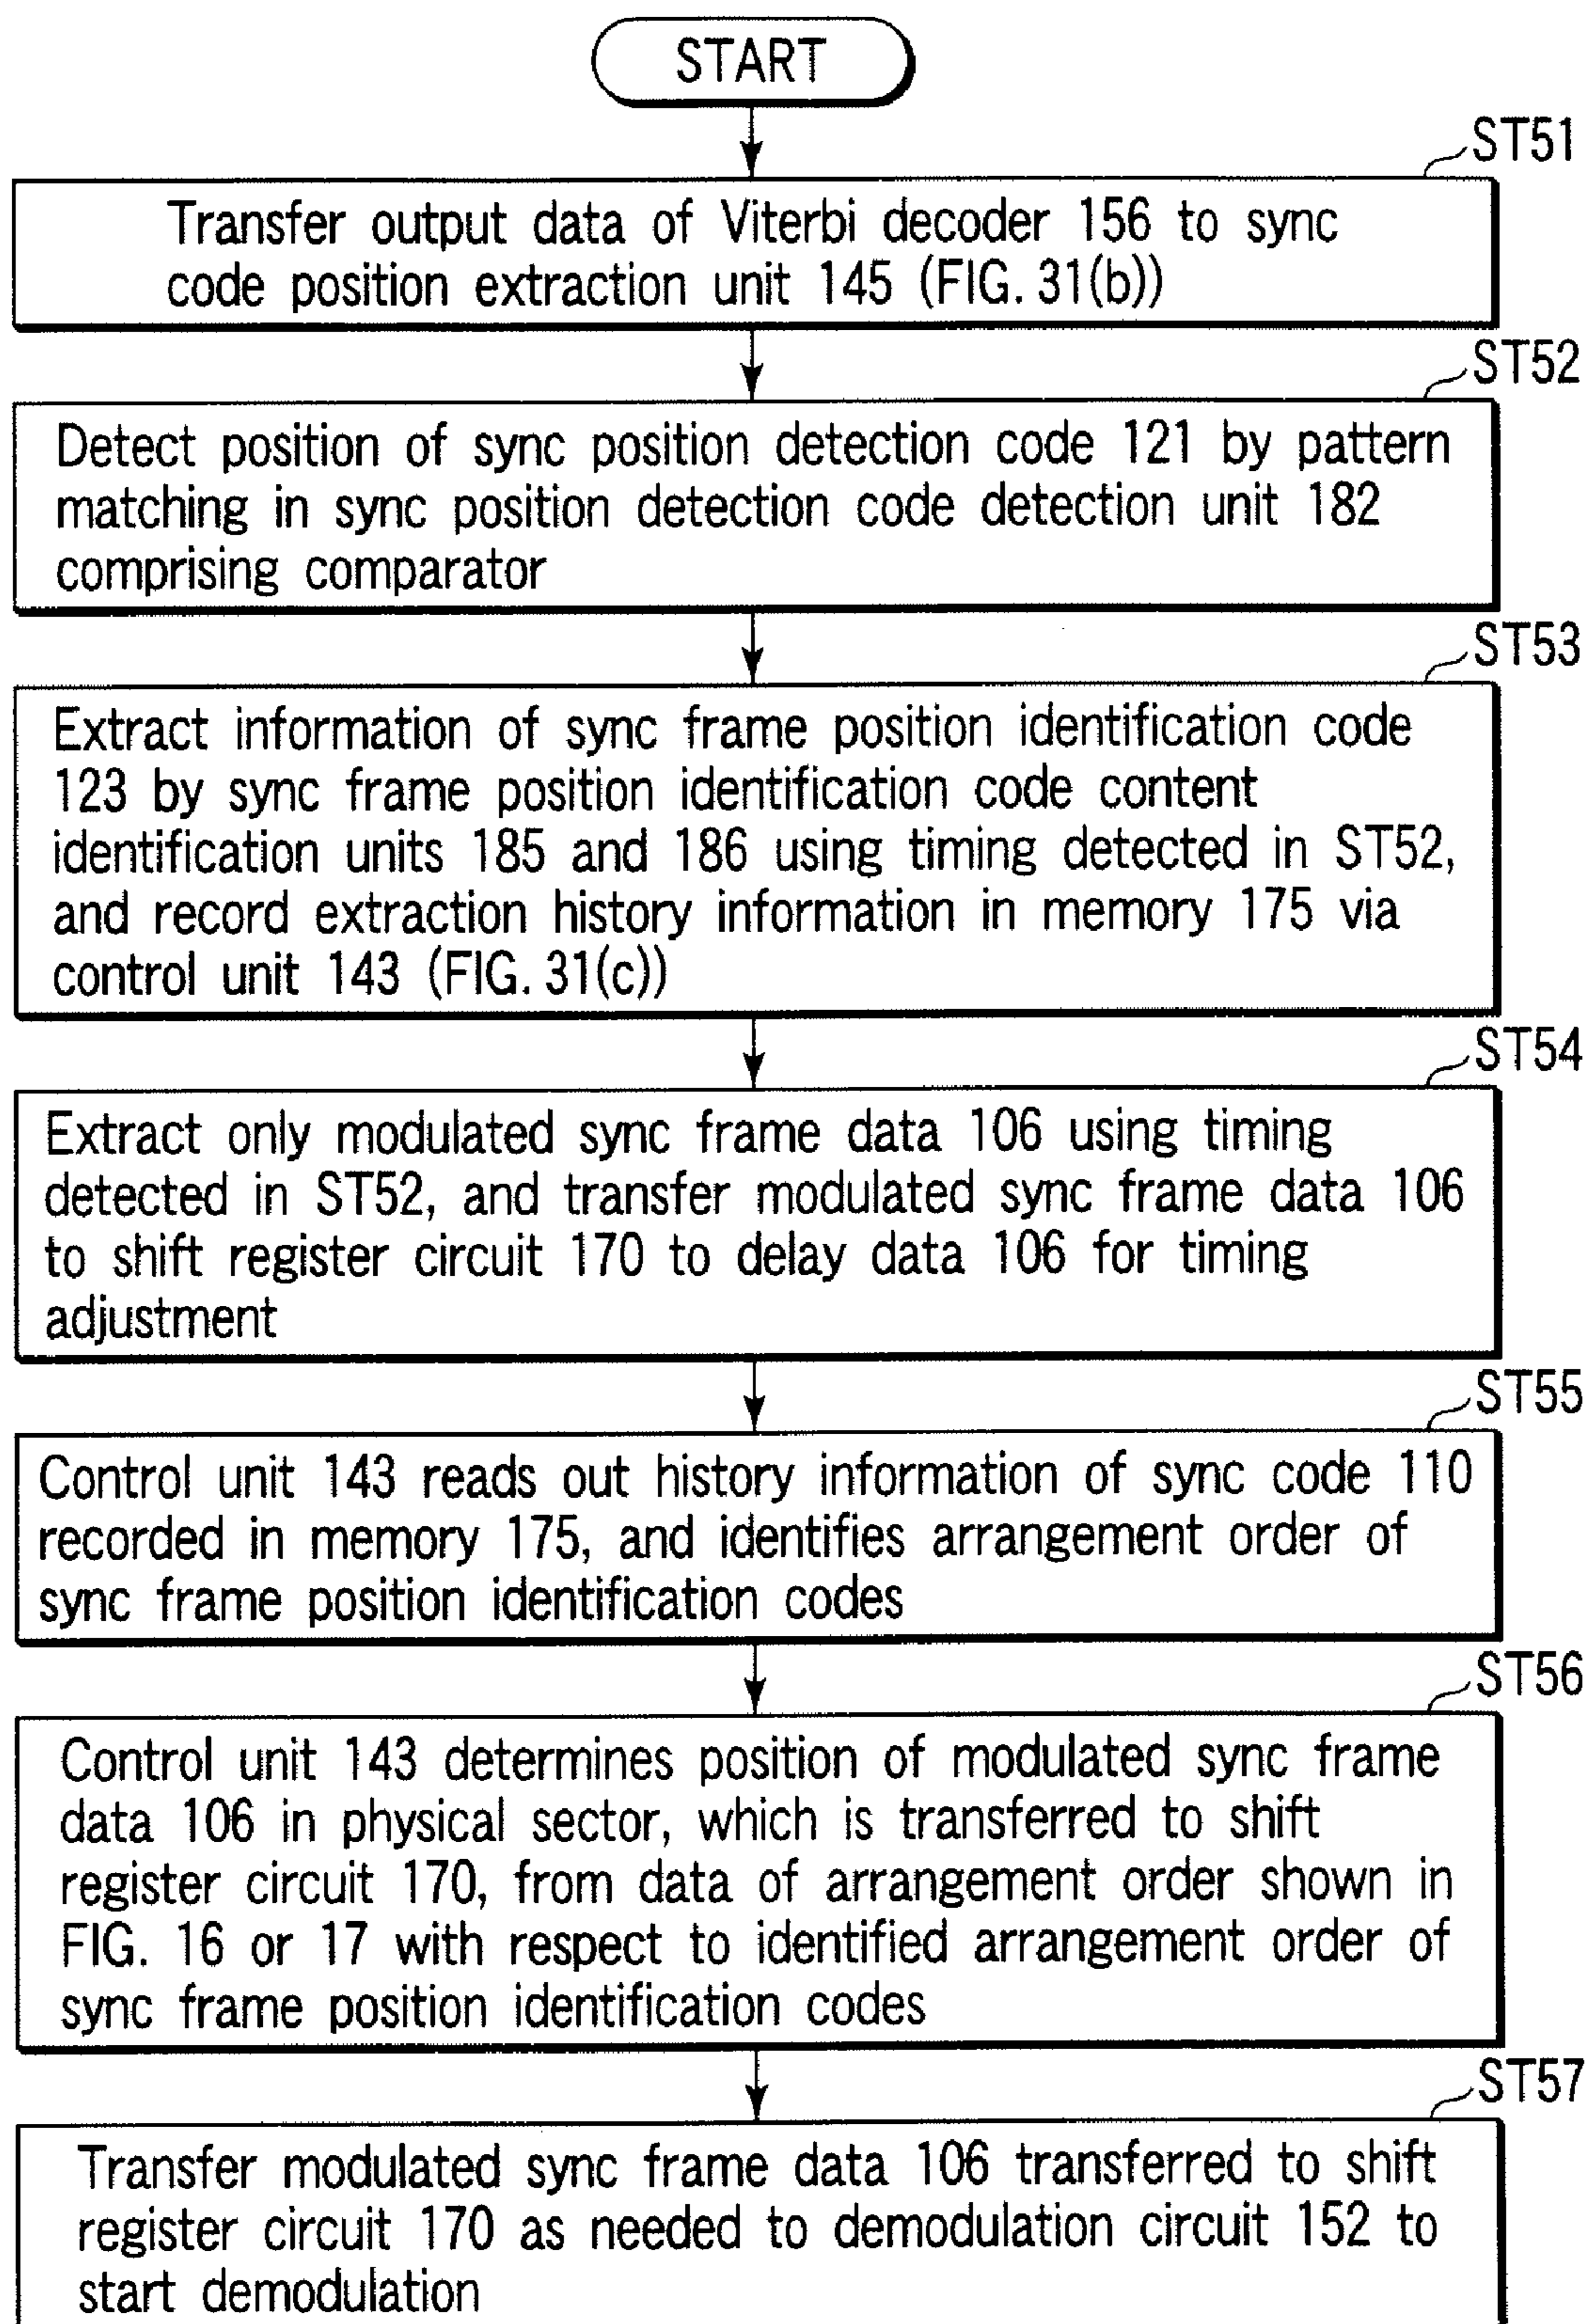 START
ST51
Transfer output data of Viterbi decoder 156 to sync
code position extraction unit 145 (FIG. 31(b))
ST52
Detect position of sync position detection code 121 by pattern
matching in sync position detection code detection unit 182
comprising comparator
ST53
Extract information of sync frame position identification code
123 by sync frame position identification code content
identification units 185 and 186 using timing detected in ST52,
and record extraction history information in memory 175 via
control unit 143 (FIG. 31(c))
ST54
Extract only modulated sync frame data 106 using timing
detected in ST52, and transfer modulated sync frame data 106
to shift register circuit 170 to delay data 106 for timing
adjustment
ST55
Control unit 143 reads out history information of sync code 110
recorded in memory 175, and identifies arrangement order of
sync frame position identification codes
ST56
Control unit 143 determines position of modulated sync frame
data 106 in physical sector, which is transferred to shift
register circuit 170, from data of arrangement order shown in
FIG. 16 or 17 with respect to identified arrangement order of
sync frame position identification codes
ST57
Transfer modulated sync frame data 106 transferred to shift
register circuit 170 as needed to demodulation circuit 152 to
start demodulation